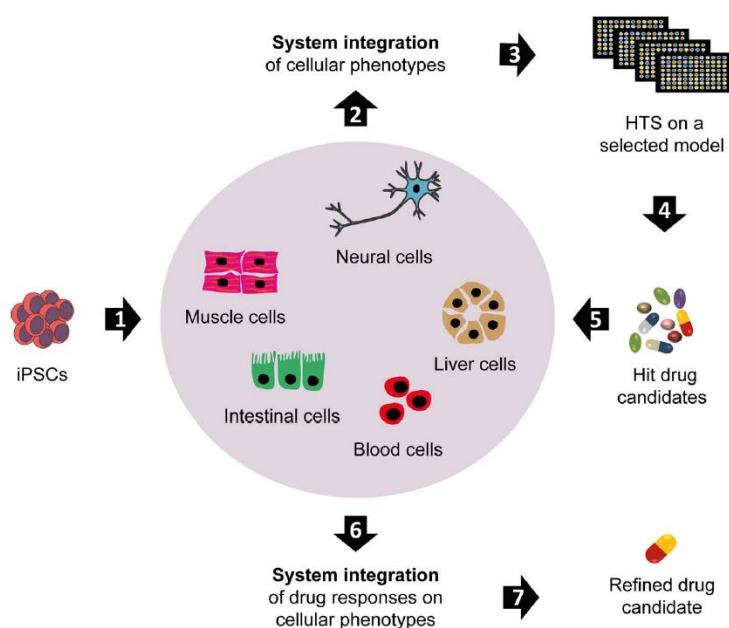 System integration
of cellular phenotypes
3
HTS on a
selected model
2
4
Neural cells
Muscle cells
1
iPSCs
Liver cells
5
Hit drug
candidates
Intestinal cells
Blood cells
6
System integration
of drug responses on
cellular phenotypes
7
Refined drug
candidate